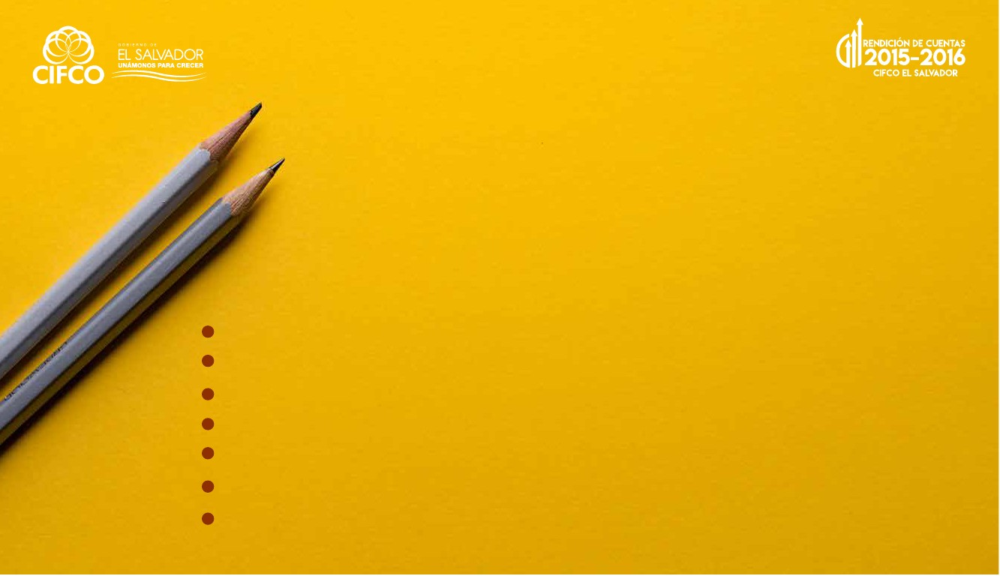 CIFCO
GOBIERNO DE
EL SALVADOR
UNÁMONOS PARA CRECER
RENDICIÓN DE CUENTAS
2015-2016
CIFCO EL SALVADOR